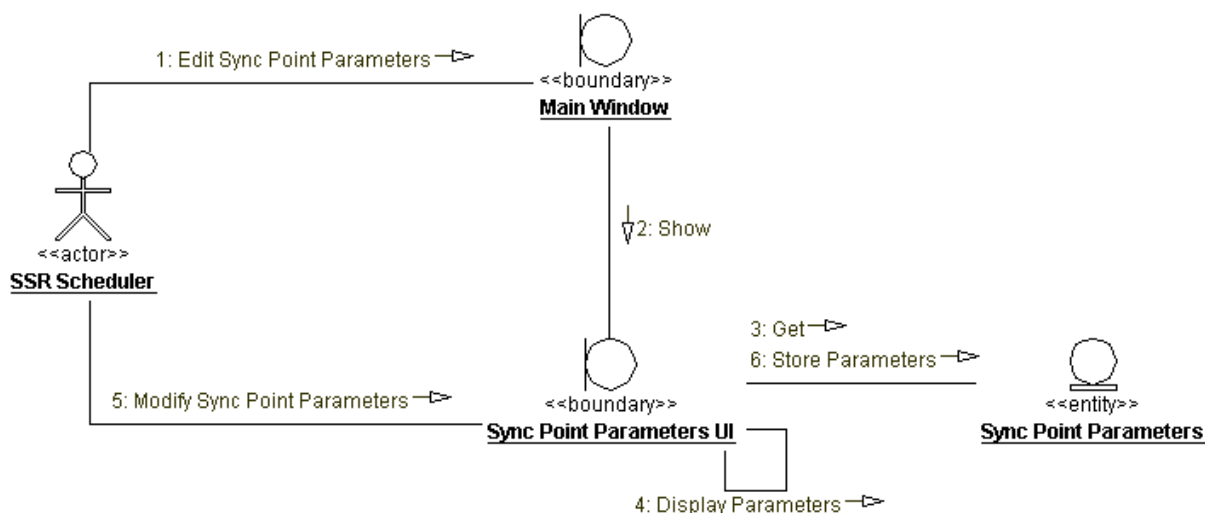 1: Edit Sync Point Parameters
<<boundary>>
Main Window
<<actor>>
SSR Scheduler
2: Show
3: Get
6: Store Parameters
5: Modify Sync Point Parameters
<<boundary>>
Sync Point Parameters UI
<<entity>>
Sync Point Parameters
4: Display Parameters